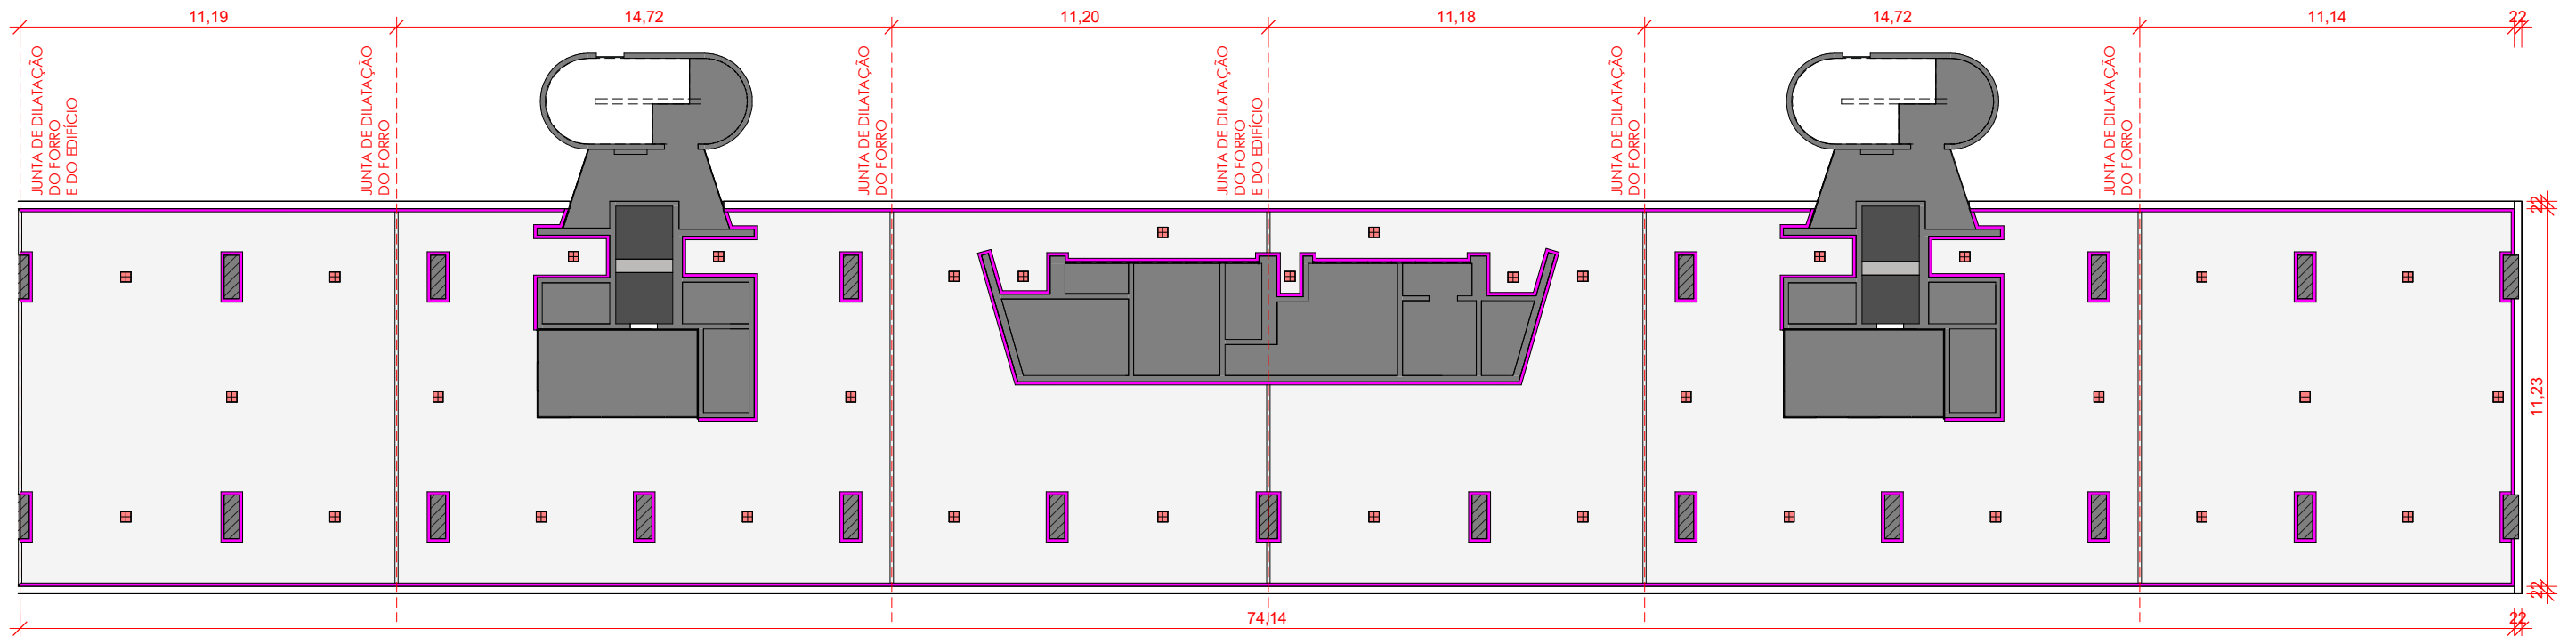 11,19
14,72
11,20
11,18
14,72
11,14
22
JUNTA DE DILATAÇÃO
DO FORRO
E DO EDIFÍCIO
JUNTA DE DILATAÇÃO
DO FORRO
JUNTA DE DILATAÇÃO
DO FORRO
JUNTA DE DILATAÇÃO
DO FORRO
E DO EDIFÍCIO
JUNTA DE DILATAÇÃO
DO FORRO
JUNTA DE DILATAÇÃO
DO FORRO
22
11,23
22
74,14
22